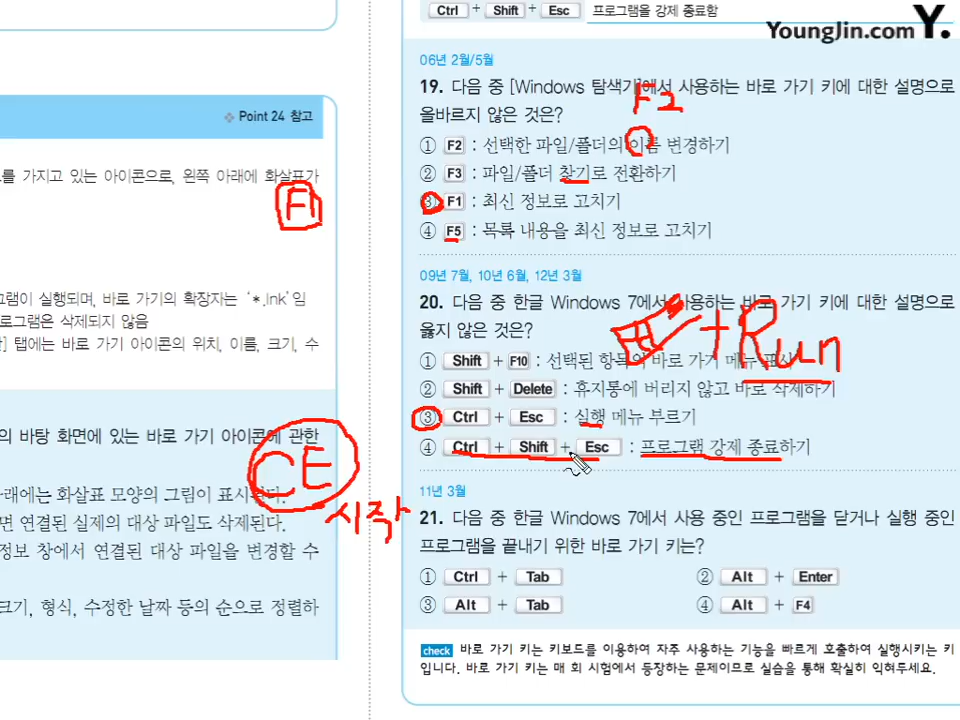 Ctrl + Shift + Esc 프로그램을 강제 종료함
YoungJin.com Y.
06년 2월/5월
19. 다음 중 [Windows 탐색기]에서 사용하는 바로 가기 키에 대한 설명으로
올바르지 않은 것은?
F2
① F2 : 선택한 파일/폴더의 이름 변경하기
② F3 : 파일/폴더 찾기로 전환하기
③ F1 : 최신 정보로 고치기
④ F5 : 목록 내용을 최신 정보로 고치기
09년 7월, 10년 6월, 12년 3월
20. 다음 중 한글 Windows 7에서 사용하는 바로 가기 키에 대한 설명으로
옳지 않은 것은?
+ Run
① Shift + F10 : 선택된 항목의 바로 가기 메뉴 표시
② Shift + Delete : 휴지통에 버리지 않고 바로 삭제하기
③ Ctrl + Esc : 실행 메뉴 부르기
④ Ctrl + Shift + Esc : 프로그램 강제 종료하기
11년 3월
21. 다음 중 한글 Windows 7에서 사용 중인 프로그램을 닫거나 실행 중인
프로그램을 끝내기 위한 바로 가기 키는?
① Ctrl + Tab ② Alt + Enter
③ Alt + Tab ④ Alt + F4
check 바로 가기 키는 키보드를 이용하여 자주 사용하는 기능을 빠르게 호출하여 실행시키는 키
입니다. 바로 가기 키는 매 회 시험에서 등장하는 문제이므로 실습을 통해 확실히 익혀두세요.
Point 24 참고
를 가지고 있는 아이콘으로, 왼쪽 아래에 화살표가
F1
그램이 실행되며, 바로 가기의 확장자는 '*.lnk'임
로그램은 삭제되지 않음
] 탭에는 바로 가기 아이콘의 위치, 이름, 크기, 수
의 바탕 화면에 있는 바로 가기 아이콘에 관한
CE
아래에는 화살표 모양의 그림이 표시된다.
시작
면 연결된 실제의 대상 파일도 삭제된다.
정보 창에서 연결된 대상 파일을 변경할 수
크기, 형식, 수정한 날짜 등의 순으로 정렬하